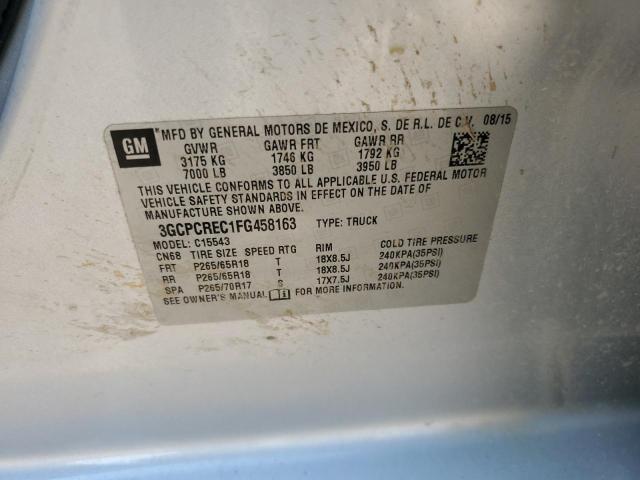 GM
MFD BY GENERAL MOTORS DE MEXICO, S. DE R.L. DE C.V. 08/15
GVWR GAWR FRT GAWR RR
3175 KG 1746 KG 1792 KG
7000 LB 3850 LB 3950 LB
THIS VEHICLE CONFORMS TO ALL APPLICABLE U.S. FEDERAL MOTOR
VEHICLE SAFETY STANDARDS IN EFFECT ON THE DATE OF
MANUFACTURE SHOWN ABOVE.
3GCPCREC1FG458163 TYPE: TRUCK
MODEL: C15543
CN68 TIRE SIZE SPEED RTG RIM COLD TIRE PRESSURE
FRT P265/65R18 T 18X8.5J 240KPA(35PSI)
RR P265/65R18 T 18X8.5J 240KPA(35PSI)
SPA P265/70R17 S 17X7.5J 240KPA(35PSI)
SEE OWNER'S MANUAL FOR MORE INFORMATION.